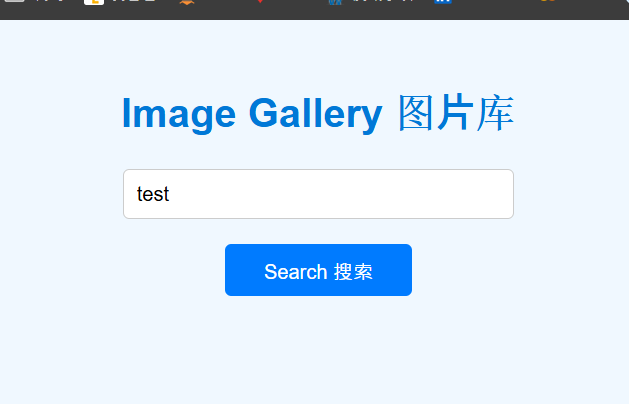 Image Gallery 图片库
test
Search 搜索